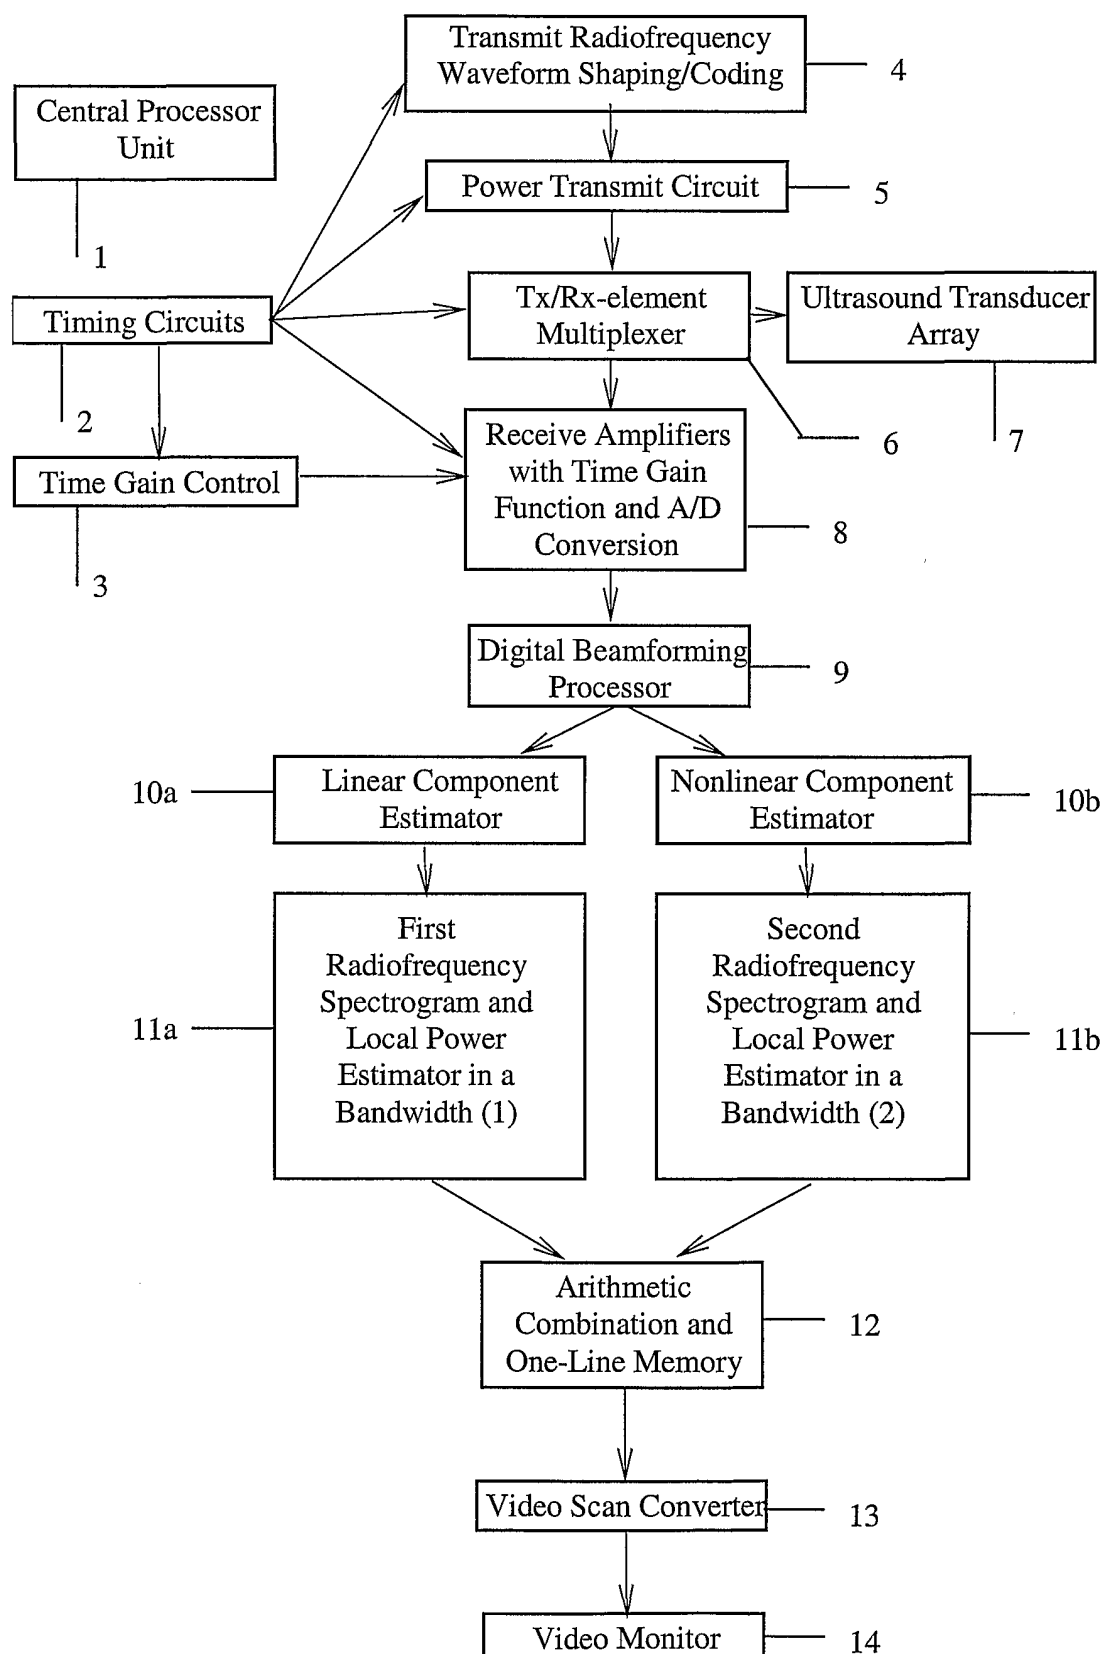 Transmit Radiofrequency
Waveform Shaping/Coding
4
Central Processor
Unit
1
Power Transmit Circuit
5
Timing Circuits
2
Tx/Rx-element
Multiplexer
6
Ultrasound Transducer
Array
7
Time Gain Control
3
Receive Amplifiers
with Time Gain
Function and A/D
Conversion
8
Digital Beamforming
Processor
9
10a
Linear Component
Estimator
Nonlinear Component
Estimator
10b
11a
First
Radiofrequency
Spectrogram and
Local Power
Estimator in a
Bandwidth (1)
Second
Radiofrequency
Spectrogram and
Local Power
Estimator in a
Bandwidth (2)
11b
Arithmetic
Combination and
One-Line Memory
12
Video Scan Converter
13
Video Monitor
14